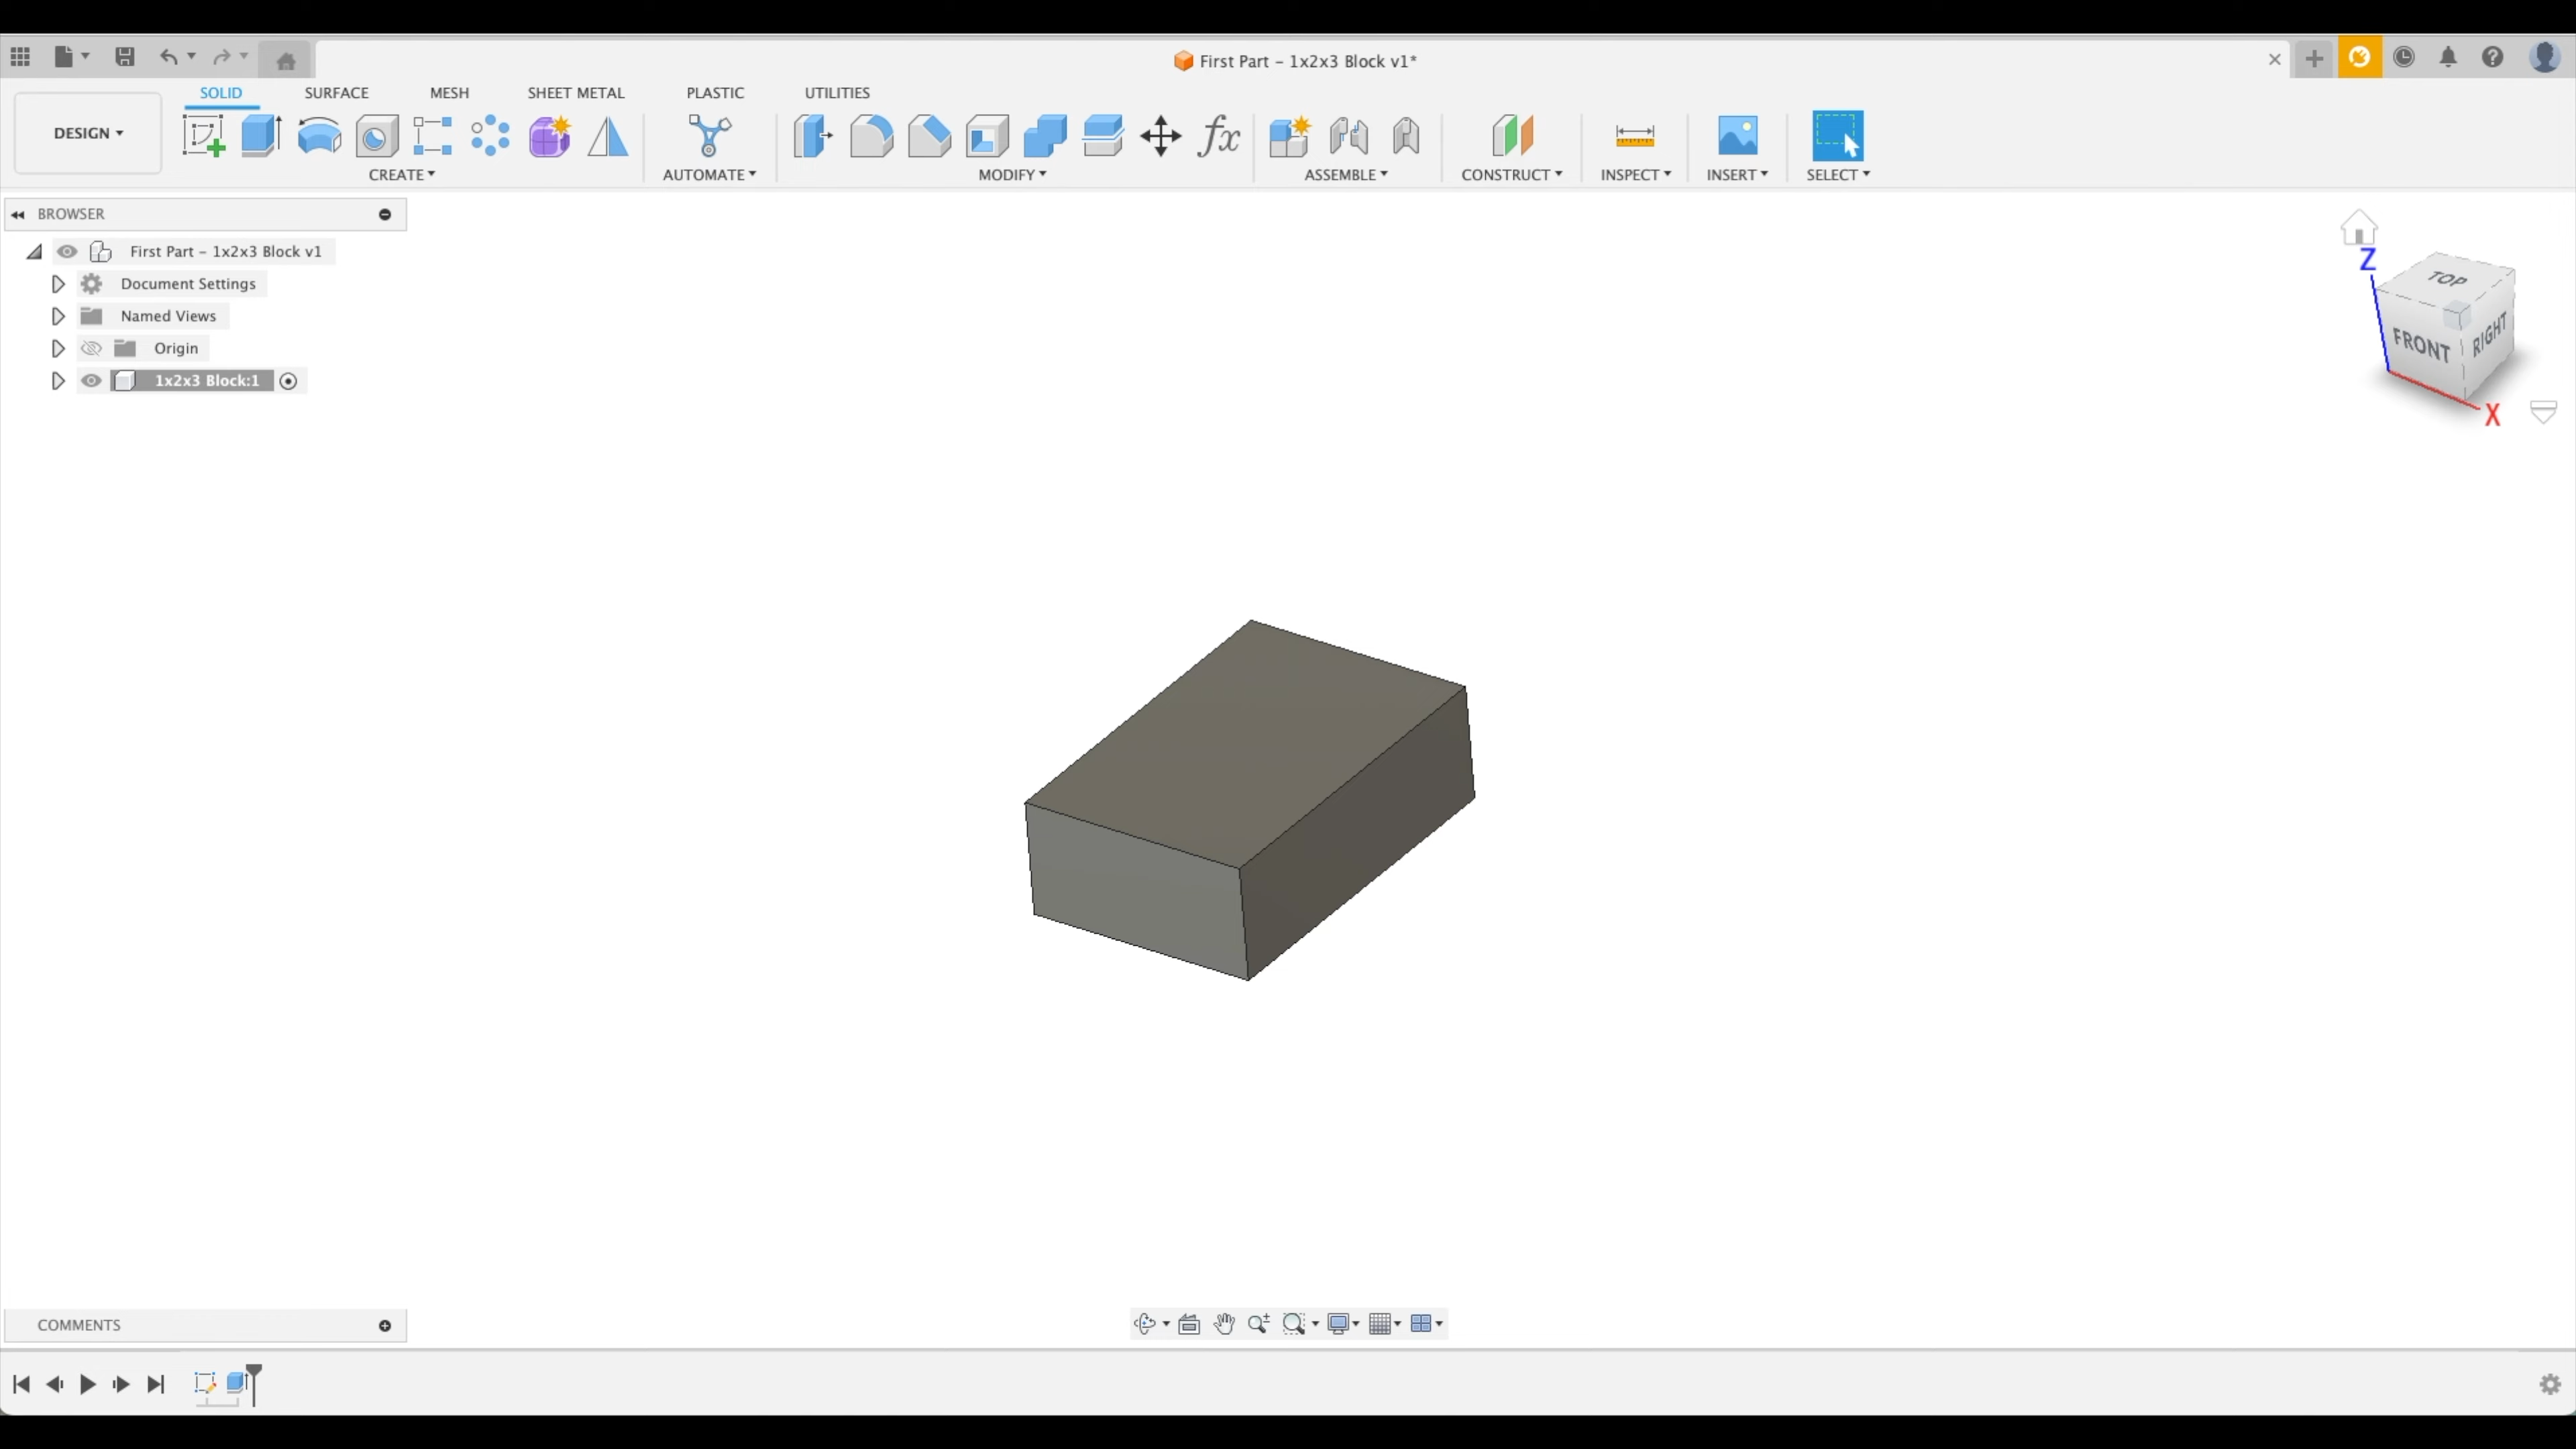 First Part – 1x2x3 Block v1*
SOLID SURFACE MESH SHEET METAL PLASTIC UTILITIES
DESIGN
fx
CREATE AUTOMATE MODIFY ASSEMBLE CONSTRUCT INSPECT INSERT SELECT
BROWSER
First Part – 1x2x3 Block v1
Document Settings
Named Views
Origin
1x2x3 Block:1
Z
TOP
FRONT
RIGHT
X
COMMENTS